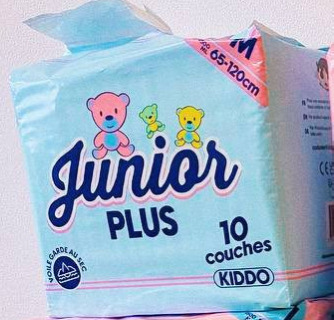 M
65-120cm
Junior
PLUS
10
couches
KIDDO
VOILE GARDE AU SEC